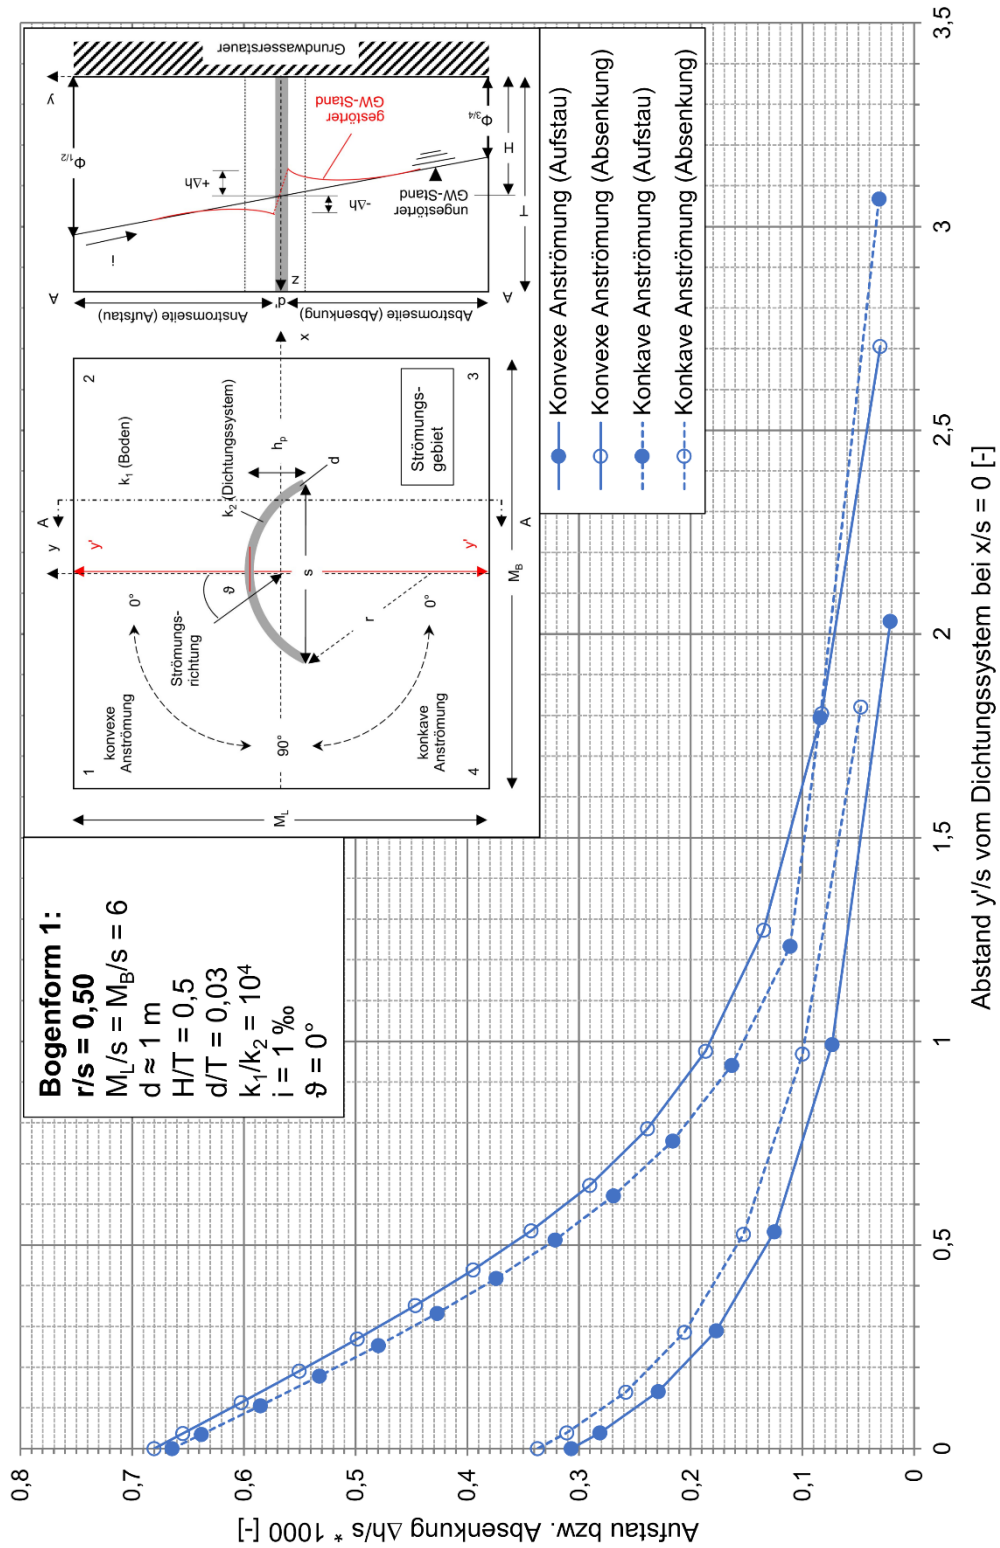 Bogenform 1:
r/s = 0,50
M_L/s = M_B/s = 6
d ≈ 1 m
H/T = 0,5
d/T = 0,03
k₁/k₂ = 10⁴
i = 1 ‰
ϑ = 0°
1
2
3
4
konvexe
Anströmung
0°
90°
konkave
Anströmung
0°
Strömungs-
richtung
ϑ
y
y'
y'
A
A
k₁ (Boden)
k₂ (Dichtungssystem)
h_p
d
s
r
x
Strömungs-
gebiet
M_L
M_B
A
A
Anstromseite (Aufstau)
Abstromseite (Absenkung)
d'
z
i
Φ_1/2
+Δh
-Δh
gestörter
GW-Stand
ungestörter
GW-Stand
Φ_3/4
H
T
y
Grundwasserstauer
Konvexe Anströmung (Aufstau)
Konvexe Anströmung (Absenkung)
Konkave Anströmung (Aufstau)
Konkave Anströmung (Absenkung)
Aufstau bzw. Absenkung Δh/s * 1000 [-]
0,8
0,7
0,6
0,5
0,4
0,3
0,2
0,1
0
0
0,5
1
1,5
2
2,5
3
3,5
Abstand y'/s vom Dichtungssystem bei x/s = 0 [-]